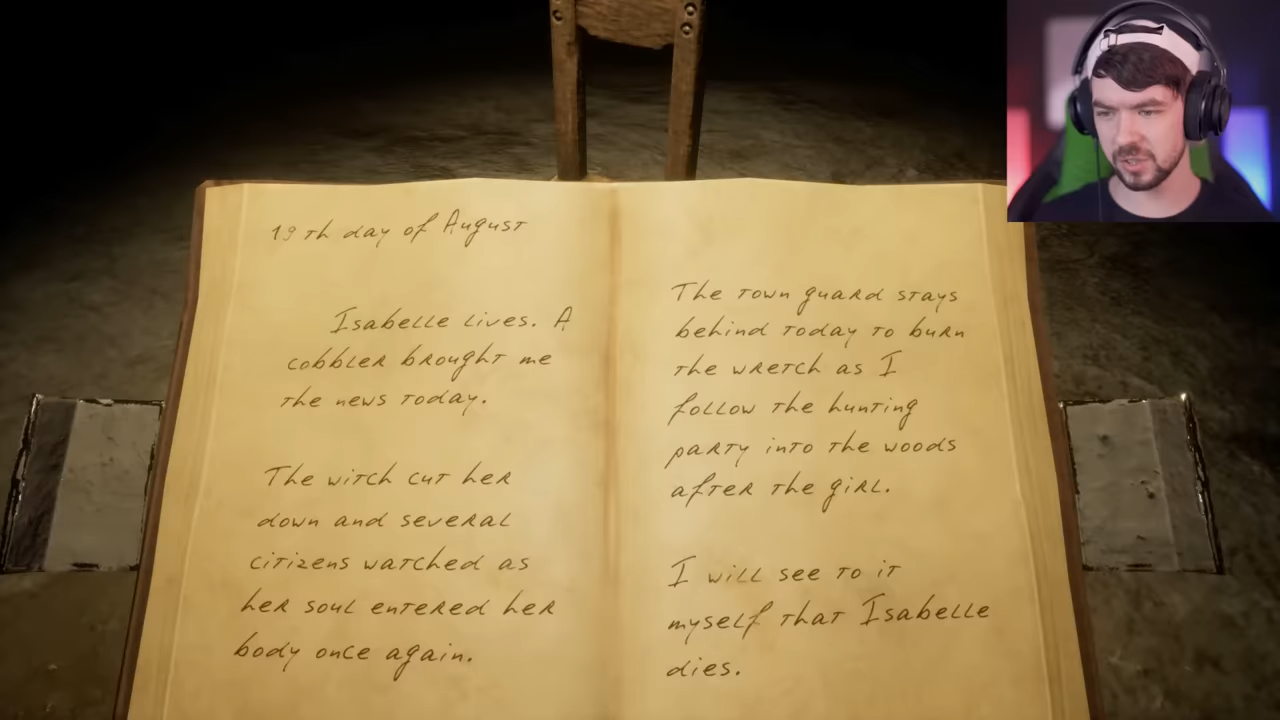 19th day of August
Isabelle lives. A
cobbler brought me
the news today.
The witch cut her
down and several
citizens watched as
her soul entered her
body once again.
The town guard stays
behind today to burn
the wretch as I
follow the hunting
party into the woods
after the girl.
I will see to it
myself that Isabelle
dies.